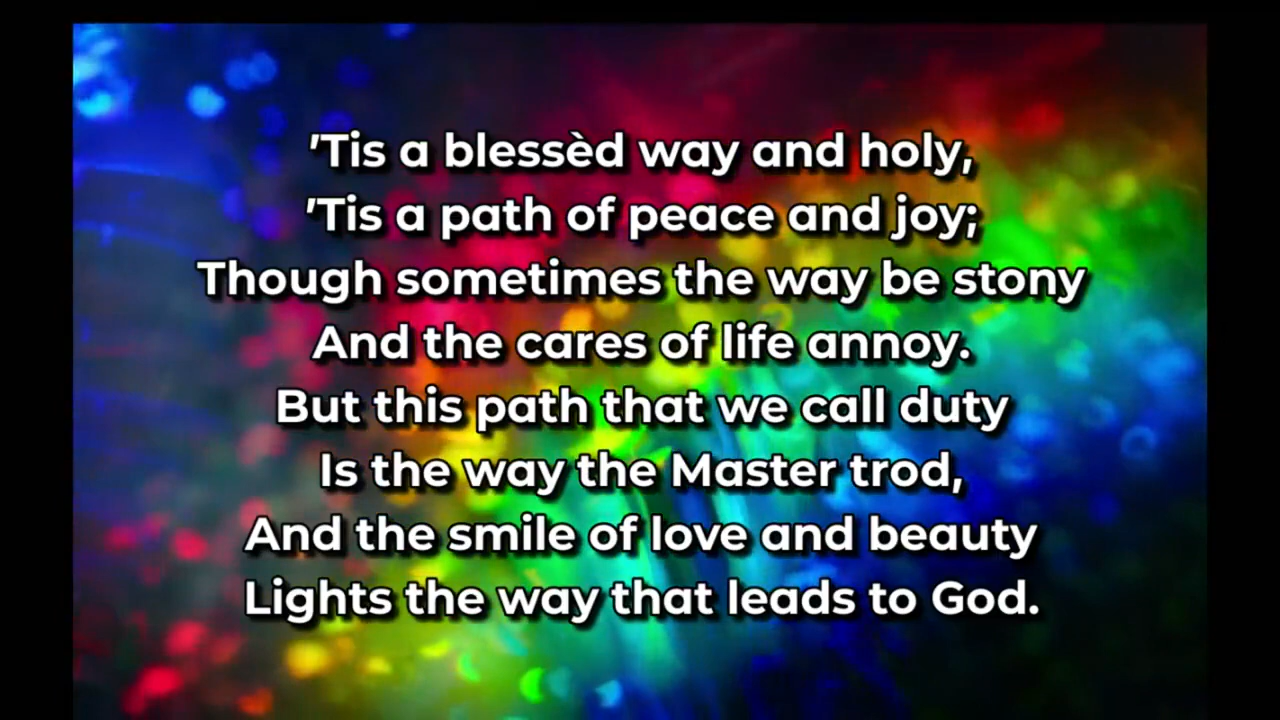 'Tis a blessèd way and holy,
'Tis a path of peace and joy;
Though sometimes the way be stony
And the cares of life annoy.
But this path that we call duty
Is the way the Master trod,
And the smile of love and beauty
Lights the way that leads to God.